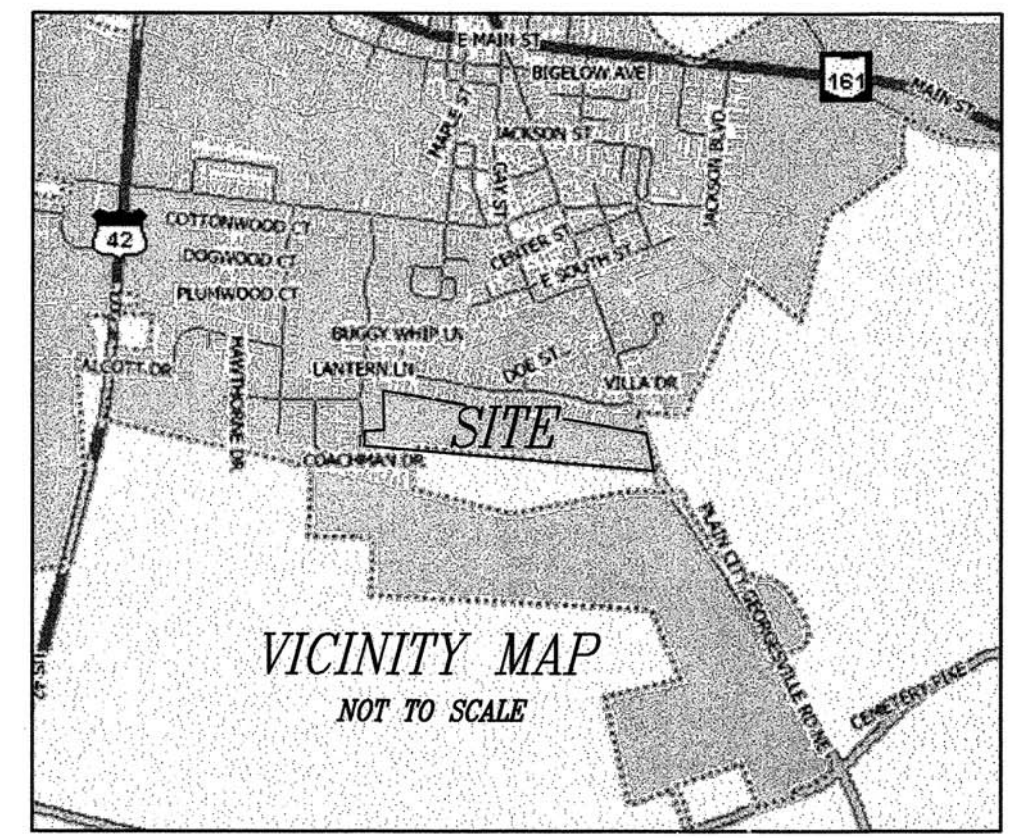 E MAIN ST
BIGELOW AVE
161
MAIN ST
MAPLE ST
JACKSON ST
JACKSON BLVD
GAY ST
COTTONWOOD CT
42
CENTER ST
DOGWOOD CT
E SOUTH ST
PLUMWOOD CT
BUGGY WHIP LN
HAWTHORNE DR
ALCOTT DR
LANTERN LN
DOE ST
VILLA DR
SITE
COACHMAN DR
PLAIN CITY GEORGESVILLE RD NE
VICINITY MAP
NOT TO SCALE
CEMETERY PIKE
US 42